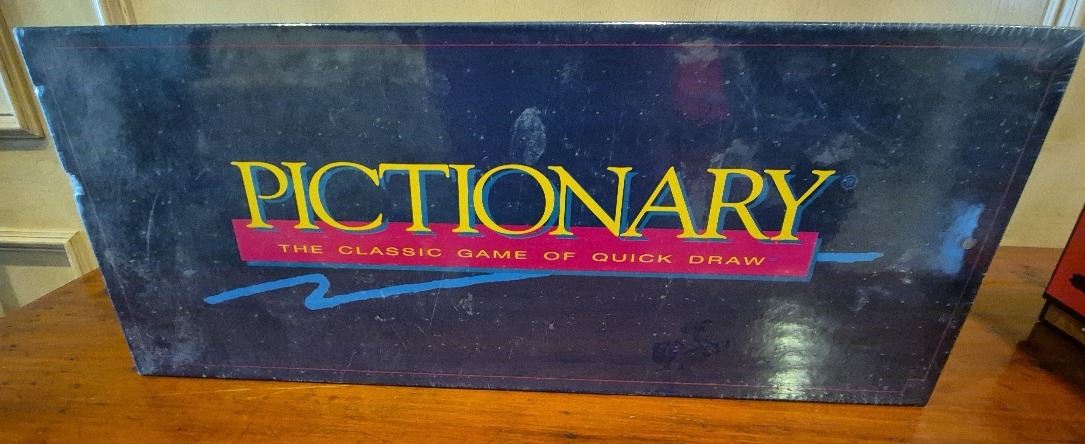 PICTIONARY®
THE CLASSIC GAME OF QUICK DRAW